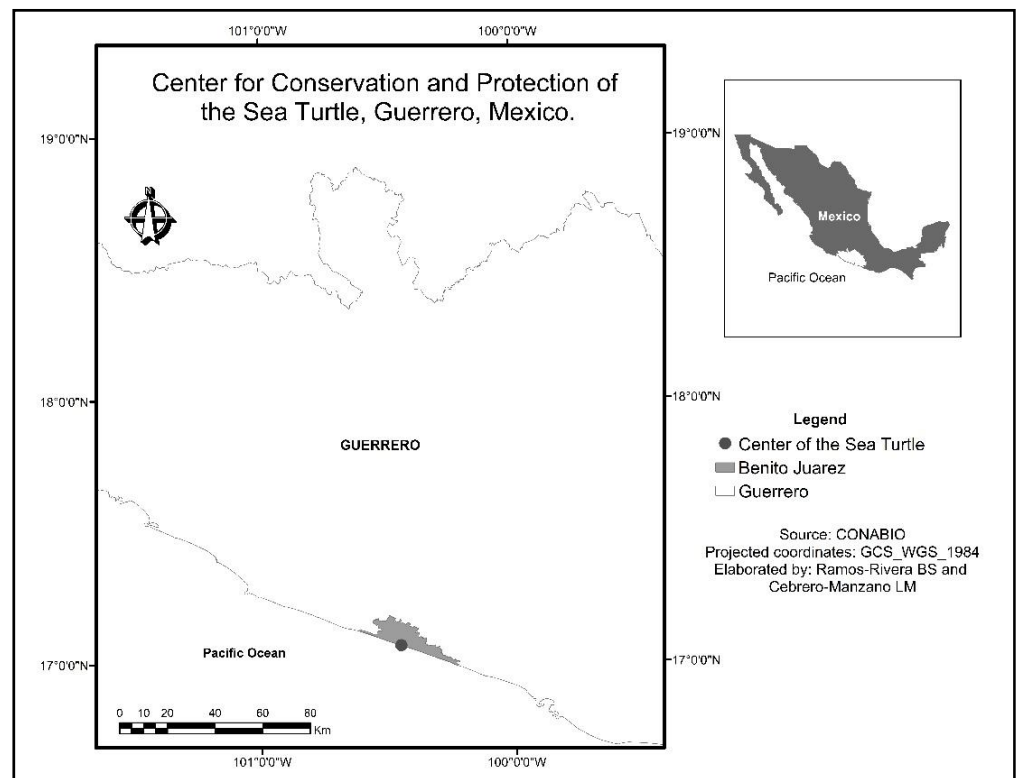 101°0'0"W
100°0'0"W
Center for Conservation and Protection of
the Sea Turtle, Guerrero, Mexico.
19°0'0"N
19°0'0"N
N
Mexico
Pacific Ocean
18°0'0"N
18°0'0"N
GUERRERO
Legend
Center of the Sea Turtle
Benito Juarez
Guerrero
Source: CONABIO
Projected coordinates: GCS_WGS_1984
Elaborated by: Ramos-Rivera BS and
Cebrero-Manzano LM
Pacific Ocean
17°0'0"N
17°0'0"N
0 10 20 40 60 80
Km
101°0'0"W
100°0'0"W